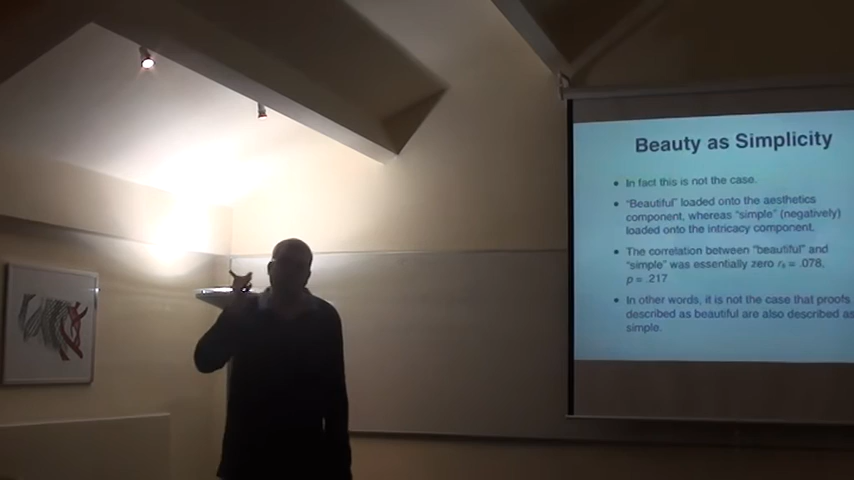 Beauty as Simplicity
• In fact this is not the case.
• "Beautiful" loaded onto the aesthetics
component, whereas "simple" (negatively)
loaded onto the intricacy component.
• The correlation between "beautiful" and
"simple" was essentially zero rs = .078,
p = .217
• In other words, it is not the case that proofs
described as beautiful are also described as
simple.